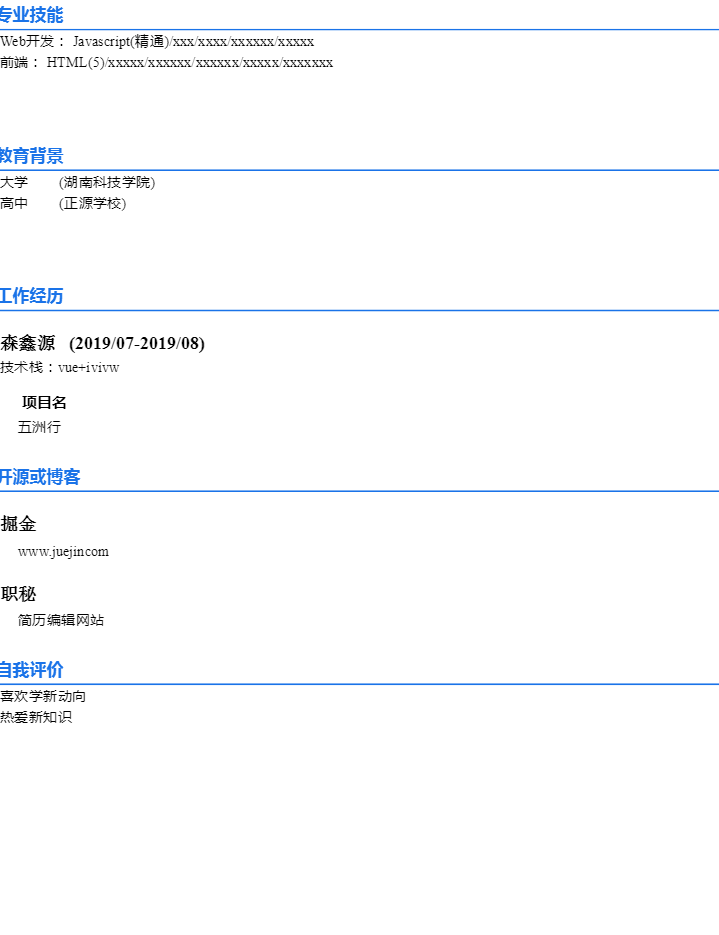 专业技能
Web开发： Javascript(精通)/xxx/xxxx/xxxxxx/xxxxx
前端： HTML(5)/xxxxx/xxxxxx/xxxxxx/xxxxx/xxxxxxx
教育背景
大学 (湖南科技学院)
高中 (正源学校)
工作经历
森鑫源 (2019/07-2019/08)
技术栈：vue+ivivw
项目名
五洲行
开源或博客
掘金
www.juejincom
职秘
简历编辑网站
自我评价
喜欢学新动向
热爱新知识